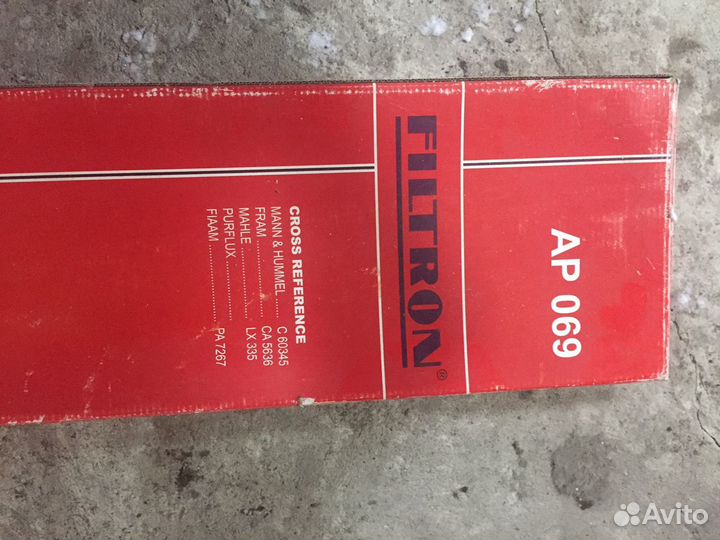 AP 069
FILTRON®
CROSS REFERENCE
MANN & HUMMEL ....... C 60345
FRAM ..................... CA 5636
MAHLE ..................... LX 335
PURFLUX ....................
FIAAM ..................... PA 7267
Avito